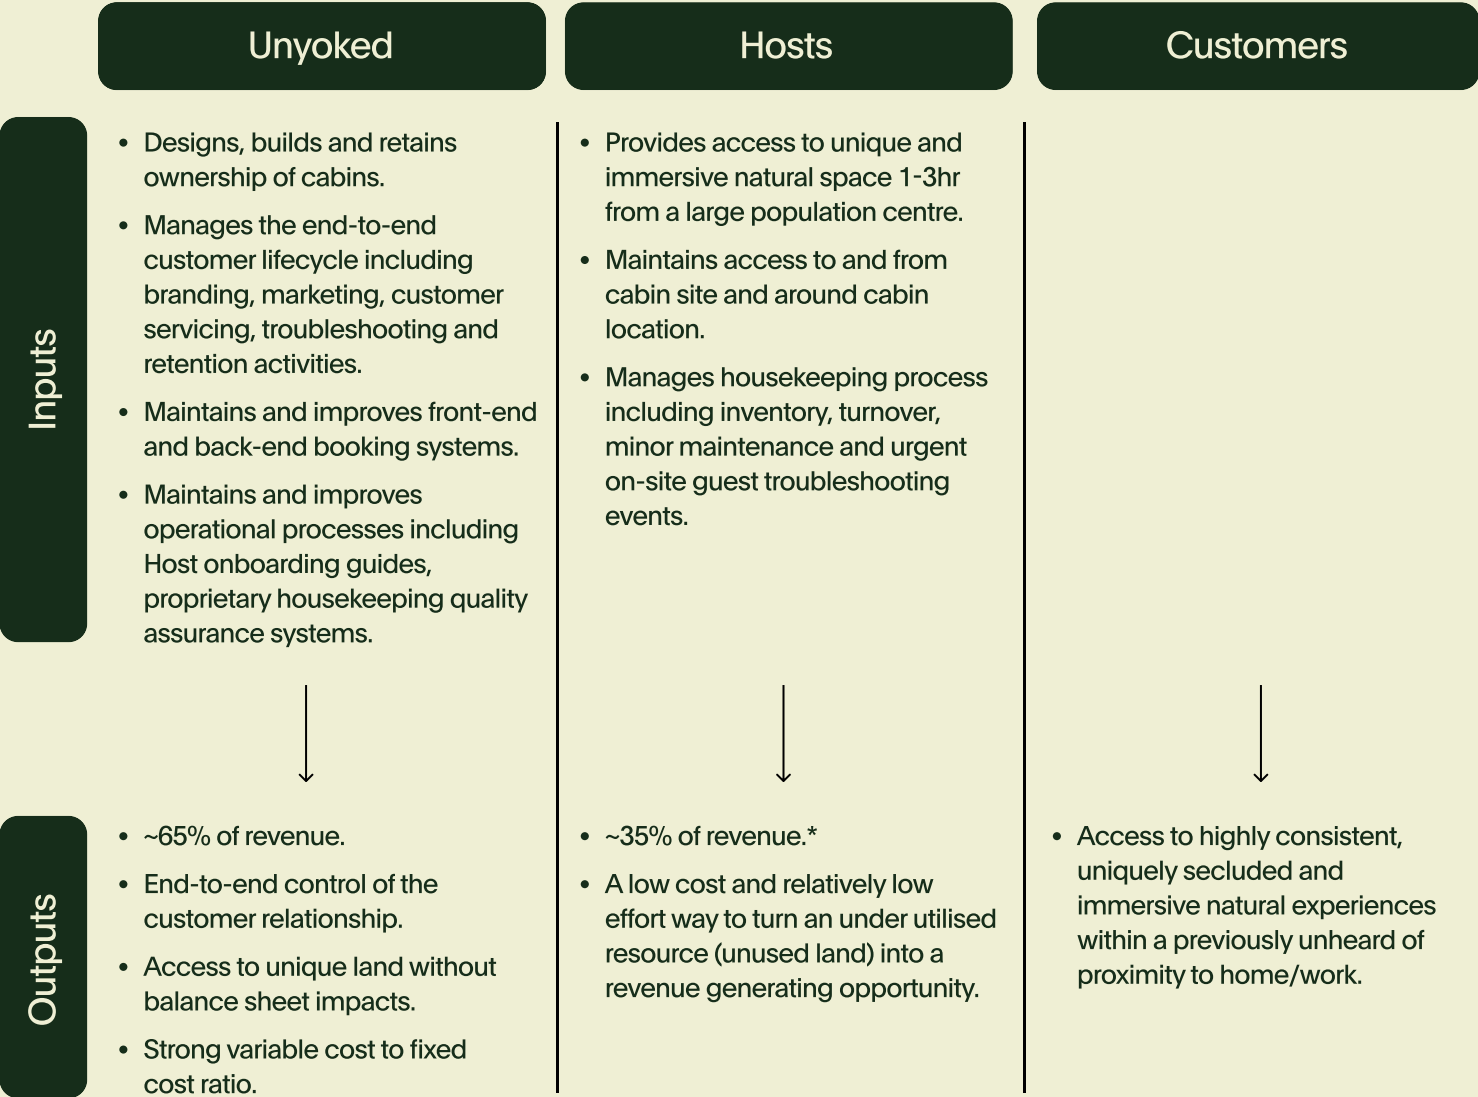 Unyoked
Hosts
Customers
Inputs
• Designs, builds and retains
ownership of cabins.
• Manages the end-to-end
customer lifecycle including
branding, marketing, customer
servicing, troubleshooting and
retention activities.
• Maintains and improves front-end
and back-end booking systems.
• Maintains and improves
operational processes including
Host onboarding guides,
proprietary housekeeping quality
assurance systems.
• Provides access to unique and
immersive natural space 1-3hr
from a large population centre.
• Maintains access to and from
cabin site and around cabin
location.
• Manages housekeeping process
including inventory, turnover,
minor maintenance and urgent
on-site guest troubleshooting
events.
Outputs
• ~65% of revenue.
• End-to-end control of the
customer relationship.
• Access to unique land without
balance sheet impacts.
• Strong variable cost to fixed
cost ratio.
• ~35% of revenue.*
• A low cost and relatively low
effort way to turn an under utilised
resource (unused land) into a
revenue generating opportunity.
• Access to highly consistent,
uniquely secluded and
immersive natural experiences
within a previously unheard of
proximity to home/work.